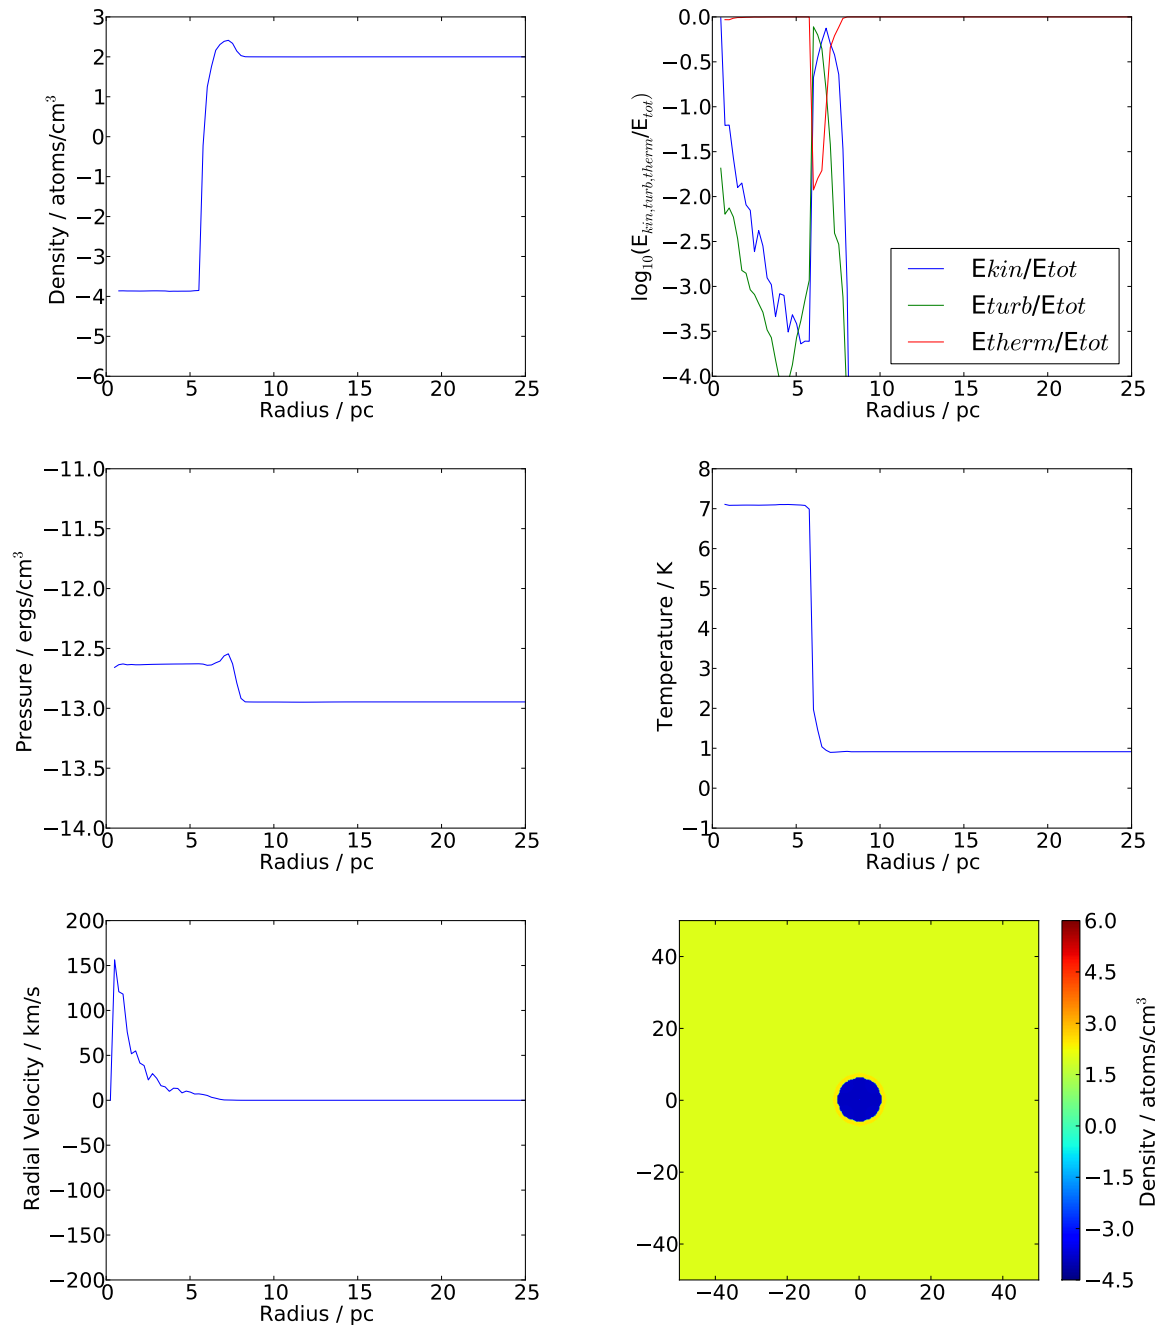 Density / atoms/cm³
3
2
1
0
−1
−2
−3
−4
−5
−6
0 5 10 15 20 25
Radius / pc
log₁₀(E_kin,turb,therm/E_tot)
0.0
−0.5
−1.0
−1.5
−2.0
−2.5
−3.0
−3.5
−4.0
Ekin/Etot
Eturb/Etot
Etherm/Etot
0 5 10 15 20 25
Radius / pc
Pressure / ergs/cm³
−11.0
−11.5
−12.0
−12.5
−13.0
−13.5
−14.0
0 5 10 15 20 25
Radius / pc
Temperature / K
8
7
6
5
4
3
2
1
0
−1
0 5 10 15 20 25
Radius / pc
Radial Velocity / km/s
200
150
100
50
0
−50
−100
−150
−200
0 5 10 15 20 25
Radius / pc
40
20
0
−20
−40
−40 −20 0 20 40
6.0
4.5
3.0
1.5
0.0
−1.5
−3.0
−4.5
Density / atoms/cm³